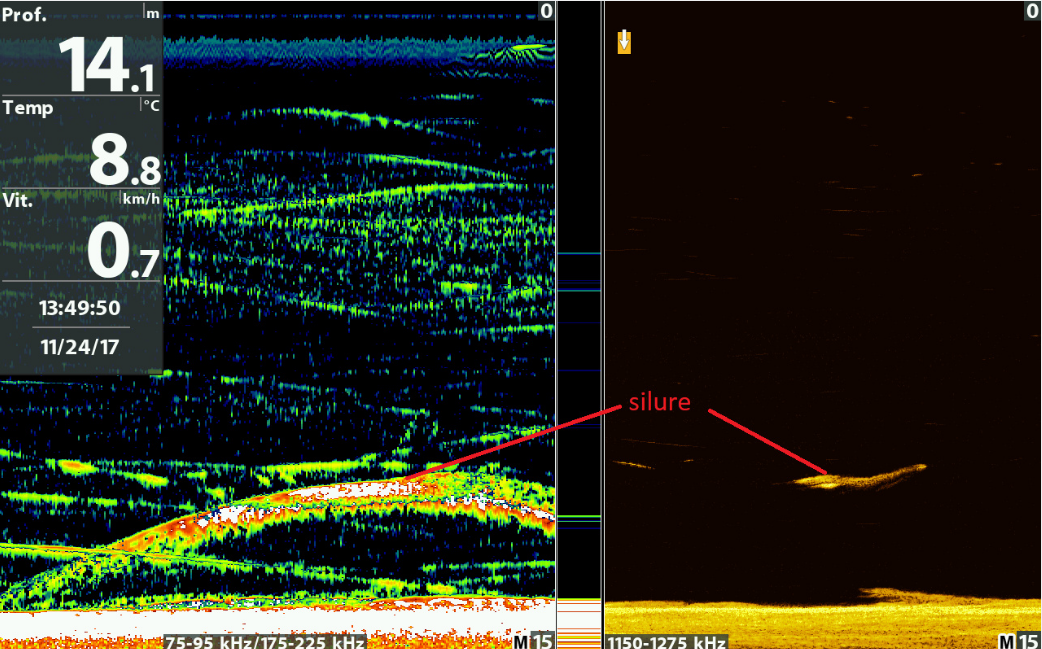 Prof. m
14.1
Temp °C
8.8
Vit. km/h
0.7
13:49:50
11/24/17
0
0
silure
75-95 kHz/175-225 kHz
M 15
1150-1275 kHz
M 15